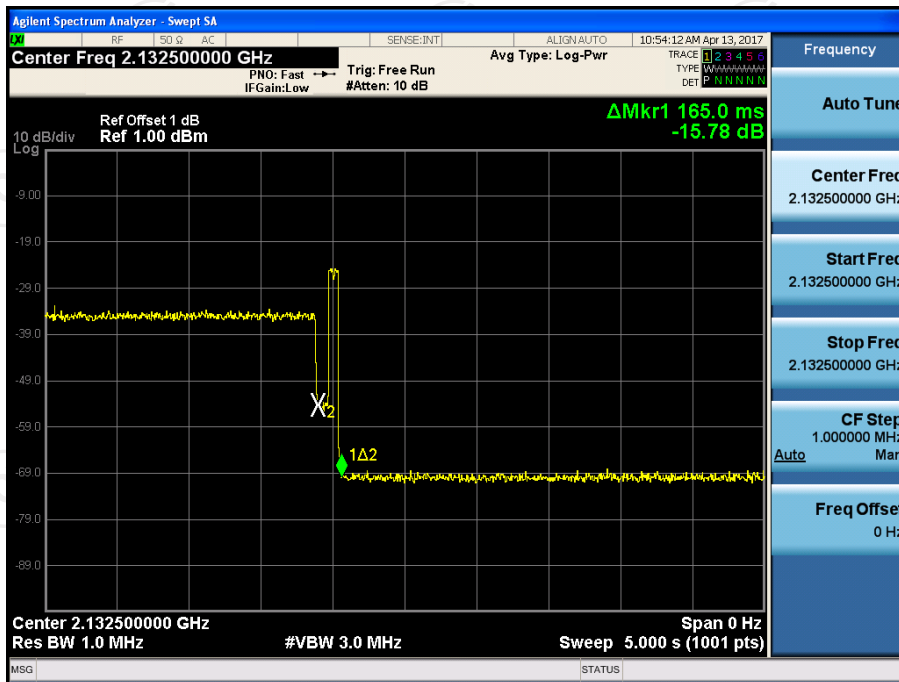 Agilent Spectrum Analyzer - Swept SA
LXI RF 50 Ω AC SENSE:INT ALIGN AUTO 10:54:12 AM Apr 13, 2017
Center Freq 2.132500000 GHz
PNO: Fast
IFGain:Low
Trig: Free Run
#Atten: 10 dB
Avg Type: Log-Pwr
TRACE 1 2 3 4 5 6
TYPE WWWWWW
DET P N N N N N
Frequency
Auto Tune
Center Freq
2.132500000 GHz
Start Freq
2.132500000 GHz
Stop Freq
2.132500000 GHz
CF Step
1.000000 MHz
Auto Man
Freq Offset
0 Hz
ΔMkr1 165.0 ms
-15.78 dB
Ref Offset 1 dB
10 dB/div Ref 1.00 dBm
Log
-9.00
-19.0
-29.0
-39.0
-49.0
-59.0
-69.0
-79.0
-89.0
X2
1Δ2
Center 2.132500000 GHz Span 0 Hz
Res BW 1.0 MHz #VBW 3.0 MHz Sweep 5.000 s (1001 pts)
MSG STATUS